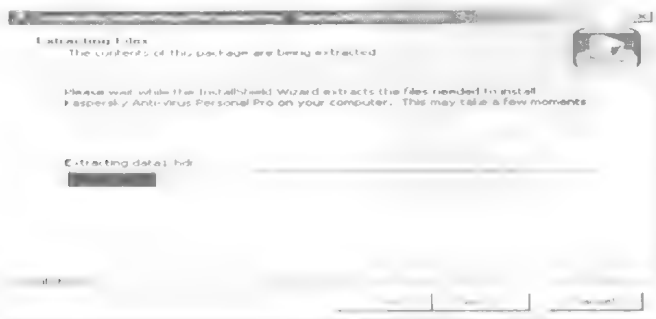 Extracting Files
The contents of this package are being extracted
Please wait while the InstallShield Wizard extracts the files needed to install
Kaspersky Anti-Virus Personal Pro on your computer. This may take a few moments
Extracting data1.hdr